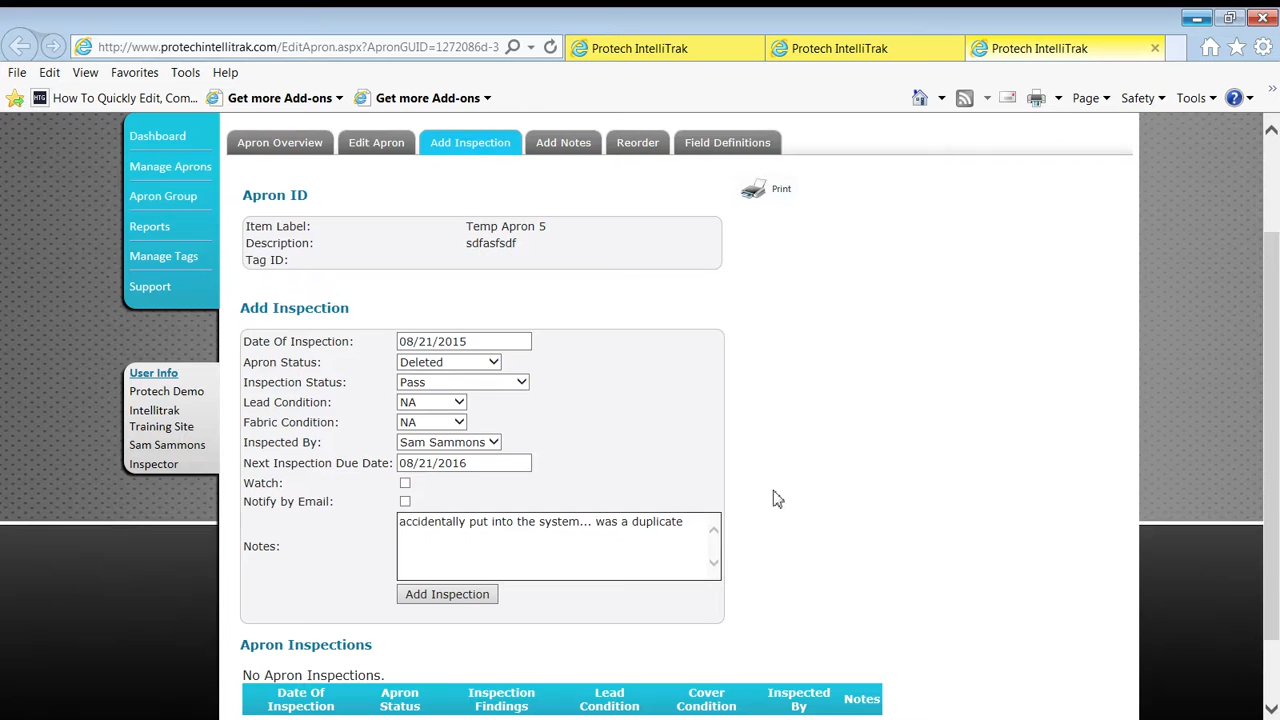 http://www.protechintellitrak.com/EditApron.aspx?ApronGUID=1272086d-3
Protech IntelliTrak
Protech IntelliTrak
Protech IntelliTrak
File Edit View Favorites Tools Help
HTG How To Quickly Edit, Com... Get more Add-ons Get more Add-ons
Page Safety Tools
Dashboard
Manage Aprons
Apron Group
Reports
Manage Tags
Support
User Info
Protech Demo
Intellitrak
Training Site
Sam Sammons
Inspector
Apron Overview Edit Apron Add Inspection Add Notes Reorder Field Definitions
Print
Apron ID
Item Label: Temp Apron 5
Description: sdfasfsdf
Tag ID:
Add Inspection
Date Of Inspection: 08/21/2015
Apron Status: Deleted
Inspection Status: Pass
Lead Condition: NA
Fabric Condition: NA
Inspected By: Sam Sammons
Next Inspection Due Date: 08/21/2016
Watch:
Notify by Email:
Notes: accidentally put into the system... was a duplicate
Add Inspection
Apron Inspections
No Apron Inspections.
Date Of Inspection Apron Status Inspection Findings Lead Condition Cover Condition Inspected By Notes